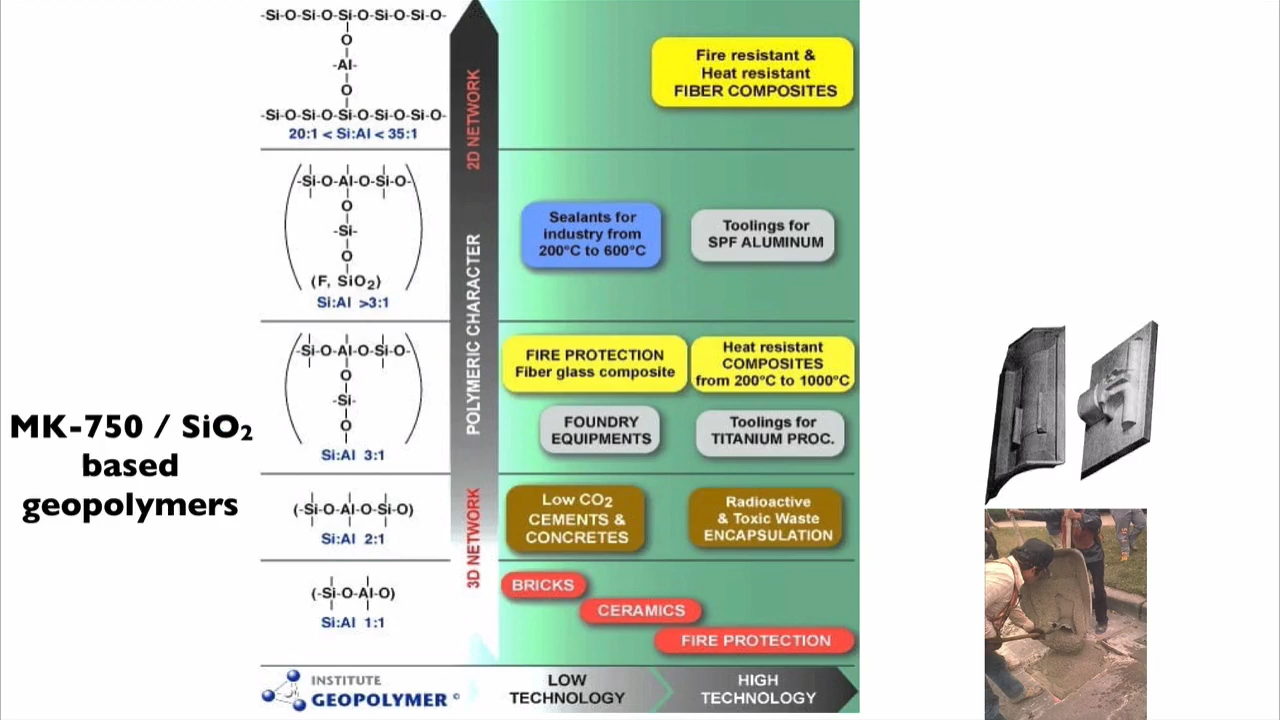 -Si-O-Si-O-Si-O-Si-O-Si-O-
O
-Al-
O
-Si-O-Si-O-Si-O-Si-O-Si-O-
20:1 < Si:Al < 35:1
2D NETWORK
Fire resistant &
Heat resistant
FIBER COMPOSITES
-Si-O-Al-O-Si-O-
O
-Si-
O
(F, SiO2)
Si:Al >3:1
POLYMERIC CHARACTER
Sealants for
industry from
200°C to 600°C
Toolings for
SPF ALUMINUM
-Si-O-Al-O-Si-O-
O
-Si-
O
Si:Al 3:1
FIRE PROTECTION
Fiber glass composite
Heat resistant
COMPOSITES
from 200°C to 1000°C
FOUNDRY
EQUIPMENTS
Toolings for
TITANIUM PROC.
MK-750 / SiO2
based
geopolymers
(-Si-O-Al-O-Si-O)
Si:Al 2:1
3D NETWORK
Low CO2
CEMENTS &
CONCRETES
Radioactive
& Toxic Waste
ENCAPSULATION
(-Si-O-Al-O)
Si:Al 1:1
BRICKS
CERAMICS
FIRE PROTECTION
INSTITUTE
GEOPOLYMER ©
LOW
TECHNOLOGY
HIGH
TECHNOLOGY